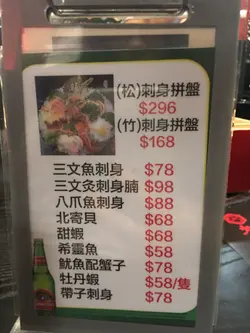 (松)刺身拼盤
$296
(竹)刺身拼盤
$168
三文魚刺身 $78
三文灸刺身腩 $98
八爪魚刺身 $88
北寄貝 $68
甜蝦 $68
希靈魚 $58
魷魚配蟹子 $78
牡丹蝦 $58/隻
帶子刺身 $78